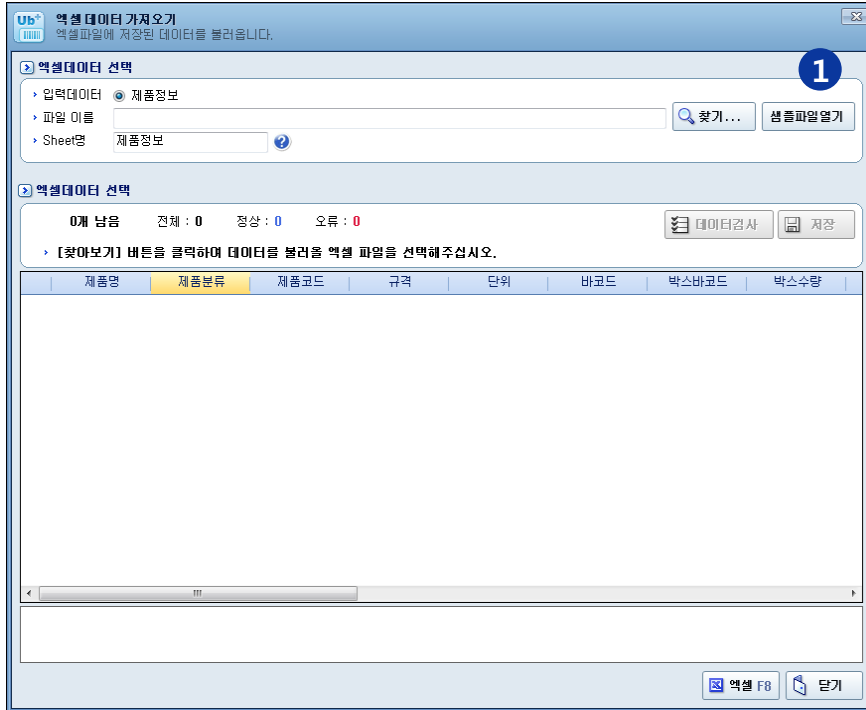 Ub+ 엑셀 데이터 가져오기
엑셀파일에 저장된 데이터를 불러옵니다.
엑셀데이터 선택
1
입력데이터 제품정보
파일 이름 찾기... 샘플파일열기
Sheet명 제품정보 ?
엑셀데이터 선택
0개 남음 전체 : 0 정상 : 0 오류 : 0 데이터검사 저장
[찾아보기] 버튼을 클릭하여 데이터를 불러올 엑셀 파일을 선택해주십시오.
제품명 제품분류 제품코드 규격 단위 바코드 박스바코드 박스수량
엑셀 F8 닫기